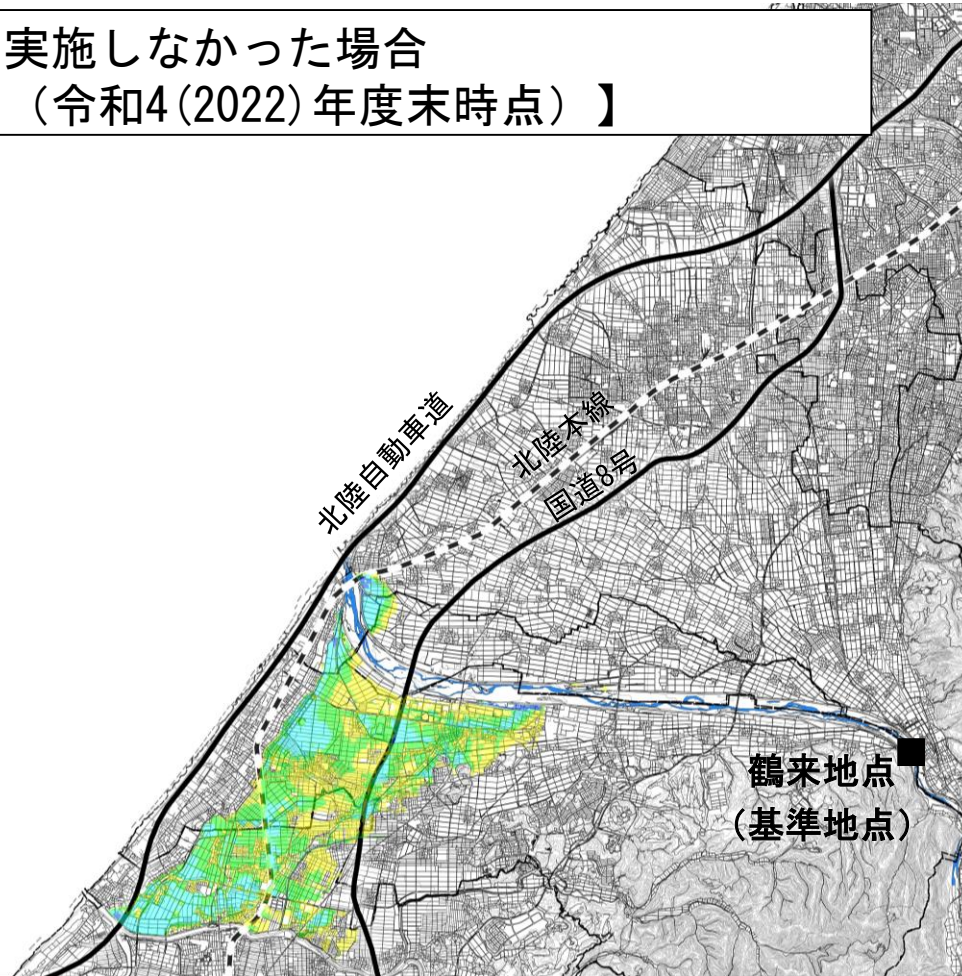 実施しなかった場合
（令和4(2022)年度末時点）】
北陸自動車道
北陸本線
国道8号
鶴来地点
（基準地点）